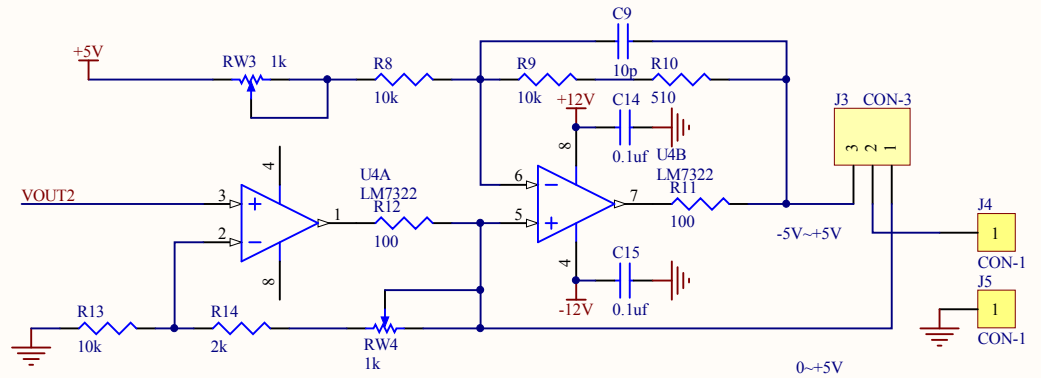 C9
+5V
RW3 1k
R8
R9
10p
R10
10k
10k
510
+12V
C14
J3 CON-3
8
0.1uf
U4B
LM7322
3 2 1
4
U4A
LM7322
VOUT2
3
1
R12
6
7
R11
J4
2
100
5
100
-5V~+5V
1
4
C15
CON-1
8
-12V
0.1uf
J5
R13
R14
1
10k
2k
RW4
CON-1
1k
0~+5V